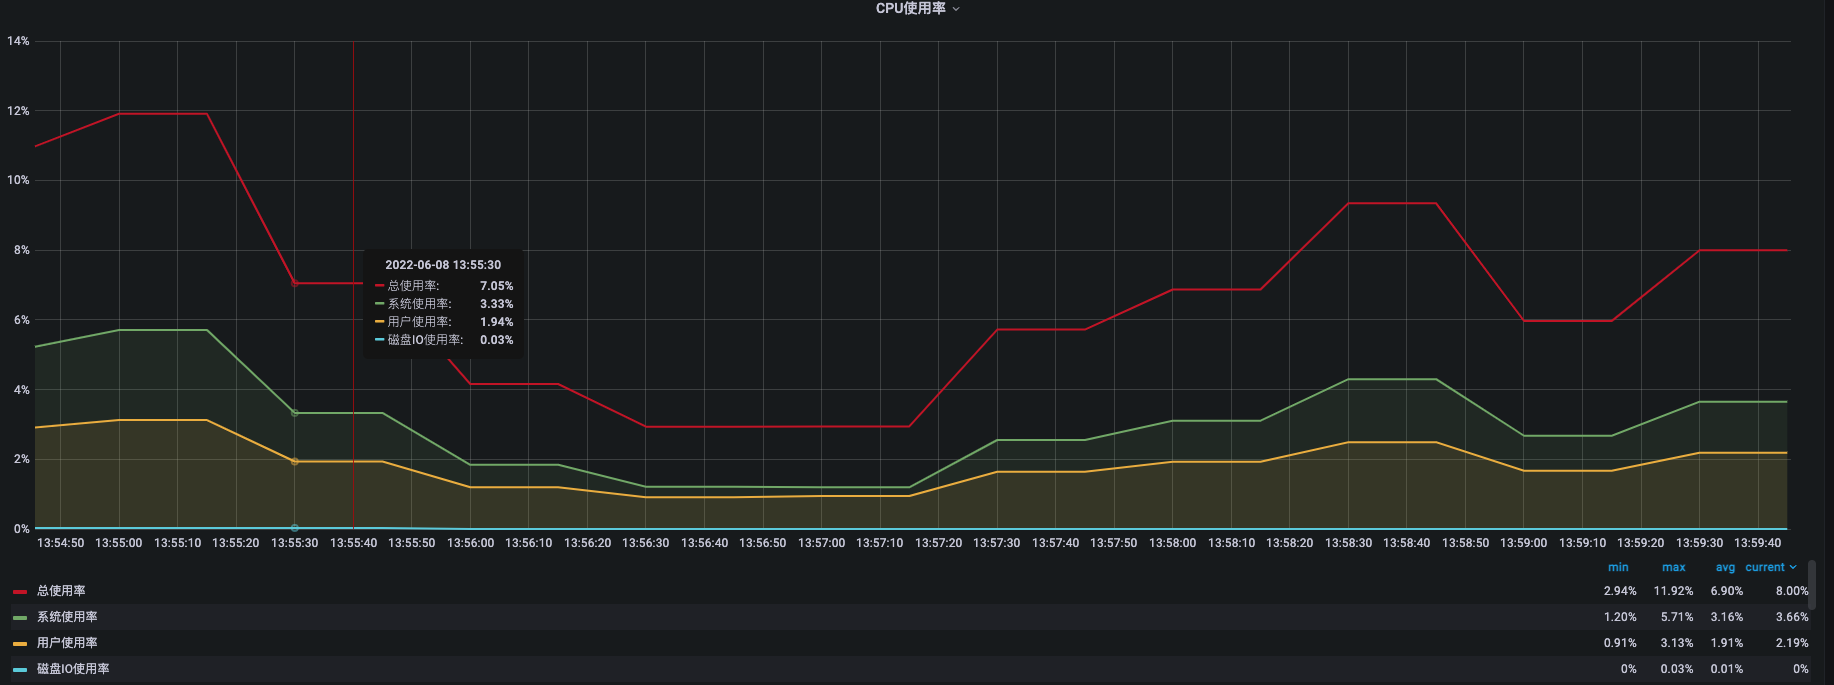 CPU使用率
14%
12%
10%
8%
6%
4%
2%
0%
2022-06-08 13:55:30
总使用率: 7.05%
系统使用率: 3.33%
用户使用率: 1.94%
磁盘IO使用率: 0.03%
13:54:50 13:55:00 13:55:10 13:55:20 13:55:30 13:55:40 13:55:50 13:56:00 13:56:10 13:56:20 13:56:30 13:56:40 13:56:50 13:57:00 13:57:10 13:57:20 13:57:30 13:57:40 13:57:50 13:58:00 13:58:10 13:58:20 13:58:30 13:58:40 13:58:50 13:59:00 13:59:10 13:59:20 13:59:30 13:59:40
min max avg current
总使用率 2.94% 11.92% 6.90% 8.00%
系统使用率 1.20% 5.71% 3.16% 3.66%
用户使用率 0.91% 3.13% 1.91% 2.19%
磁盘IO使用率 0% 0.03% 0.01% 0%